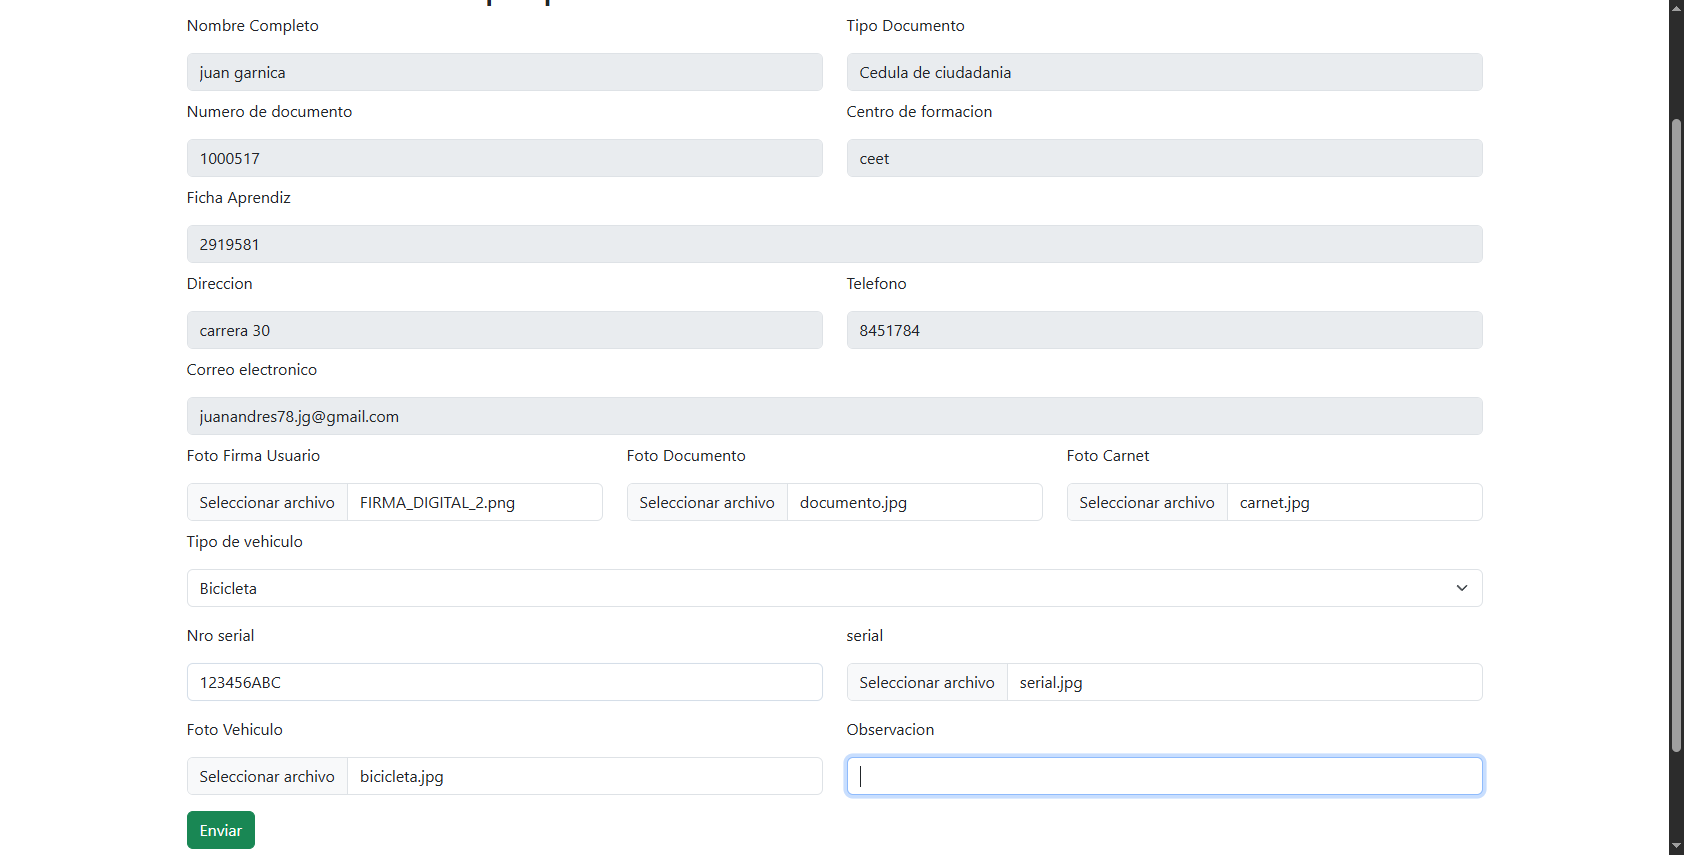 Nombre Completo
Tipo Documento
juan garnica
Cedula de ciudadania
Numero de documento
Centro de formacion
1000517
ceet
Ficha Aprendiz
2919581
Direccion
Telefono
carrera 30
8451784
Correo electronico
juanandres78.jg@gmail.com
Foto Firma Usuario
Foto Documento
Foto Carnet
Seleccionar archivo FIRMA_DIGITAL_2.png
Seleccionar archivo documento.jpg
Seleccionar archivo carnet.jpg
Tipo de vehiculo
Bicicleta
Nro serial
serial
123456ABC
Seleccionar archivo serial.jpg
Foto Vehiculo
Observacion
Seleccionar archivo bicicleta.jpg
Enviar